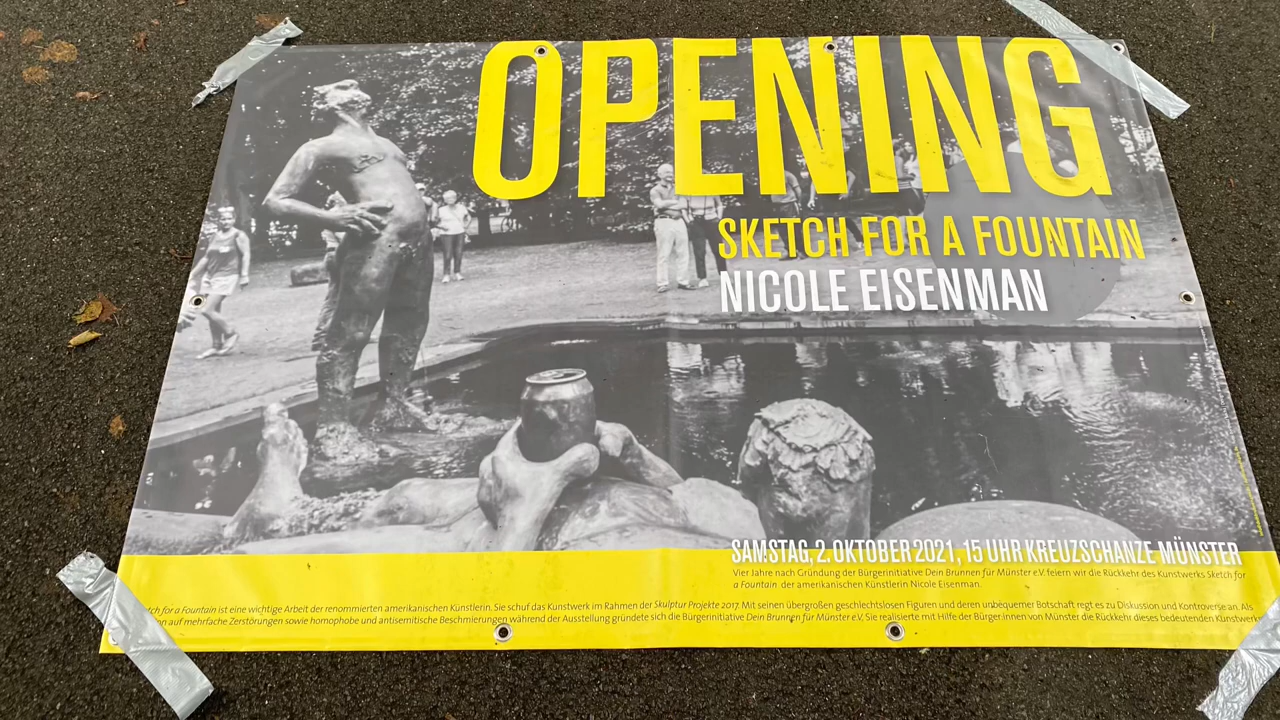 OPENING
SKETCH FOR A FOUNTAIN
NICOLE EISENMAN
SAMSTAG, 2. OKTOBER 2021, 15 UHR KREUZSCHANZE MÜNSTER
Vier Jahre nach Gründung der Bürgerinitiative Dein Brunnen für Münster e.V. feiern wir die Rückkehr des Kunstwerks Sketch for
a Fountain der amerikanischen Künstlerin Nicole Eisenman.
for a Fountain ist eine wichtige Arbeit der renommierten amerikanischen Künstlerin. Sie schuf das Kunstwerk im Rahmen der Skulptur Projekte 2017. Mit seinen übergroßen geschlechtslosen Figuren und deren unbequemer Botschaft regt es zu Diskussion und Kontroverse an. Als
auf mehrfache Zerstörungen sowie homophobe und antisemitische Beschmierungen während der Ausstellung gründete sich die Bürgerinitiative Dein Brunnen für Münster e.V. Sie realisierte mit Hilfe der Bürger:innen von Münster die Rückkehr dieses bedeutenden